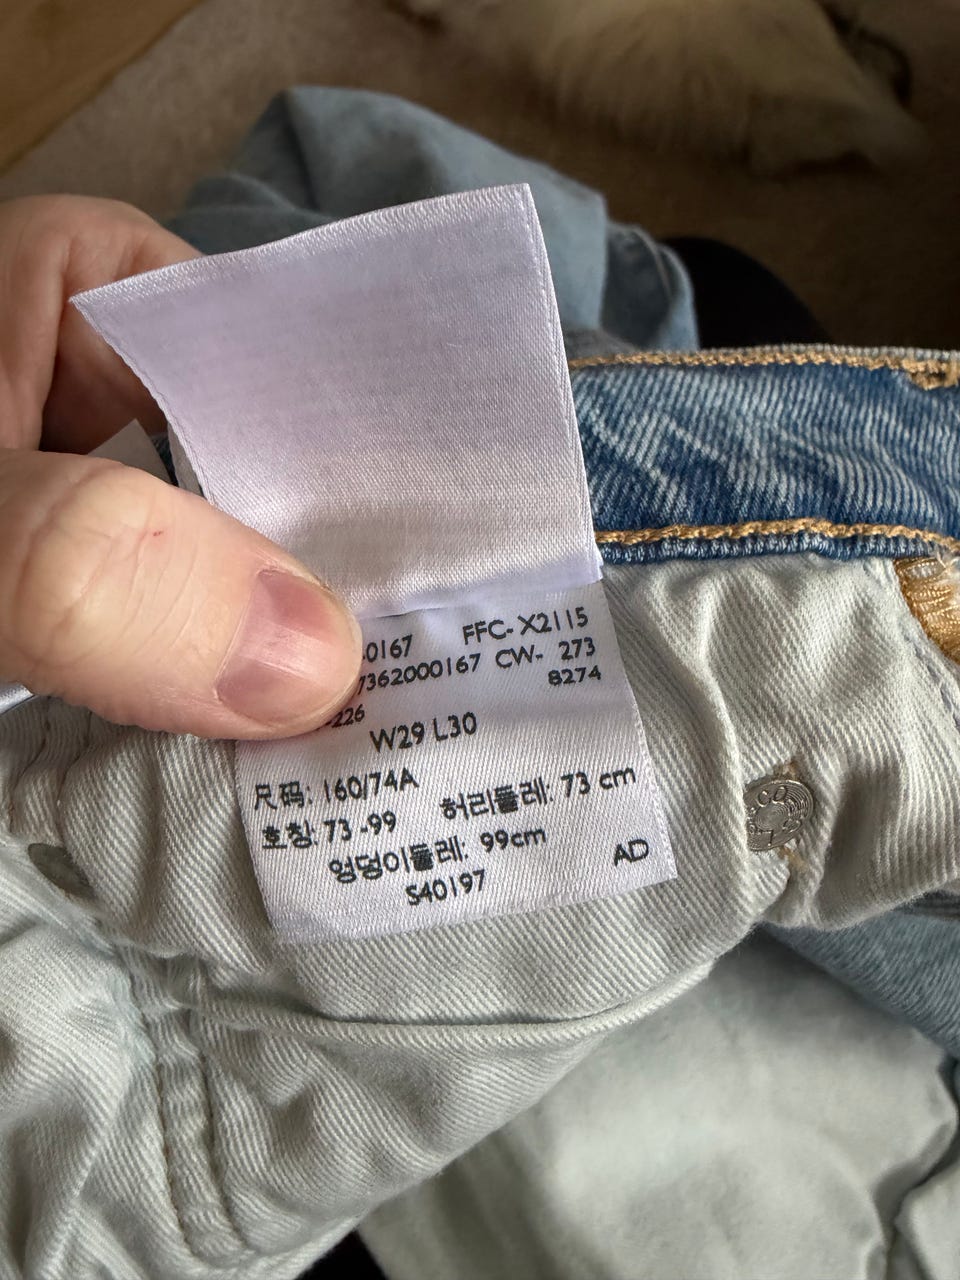 -0167 FFC- X2115
7362000167 CW- 273
8274
-226
W29 L30
尺码: 160/74A
허리둘레: 73 cm
호칭: 73 -99
엉덩이둘레: 99cm
S40197
AD